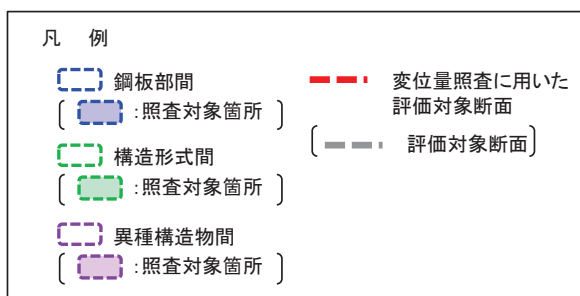 凡 例
鋼板部間
( :照査対象箇所 )
構造形式間
( :照査対象箇所 )
異種構造物間
( :照査対象箇所 )
変位量照査に用いた
評価対象断面
( 評価対象断面 )